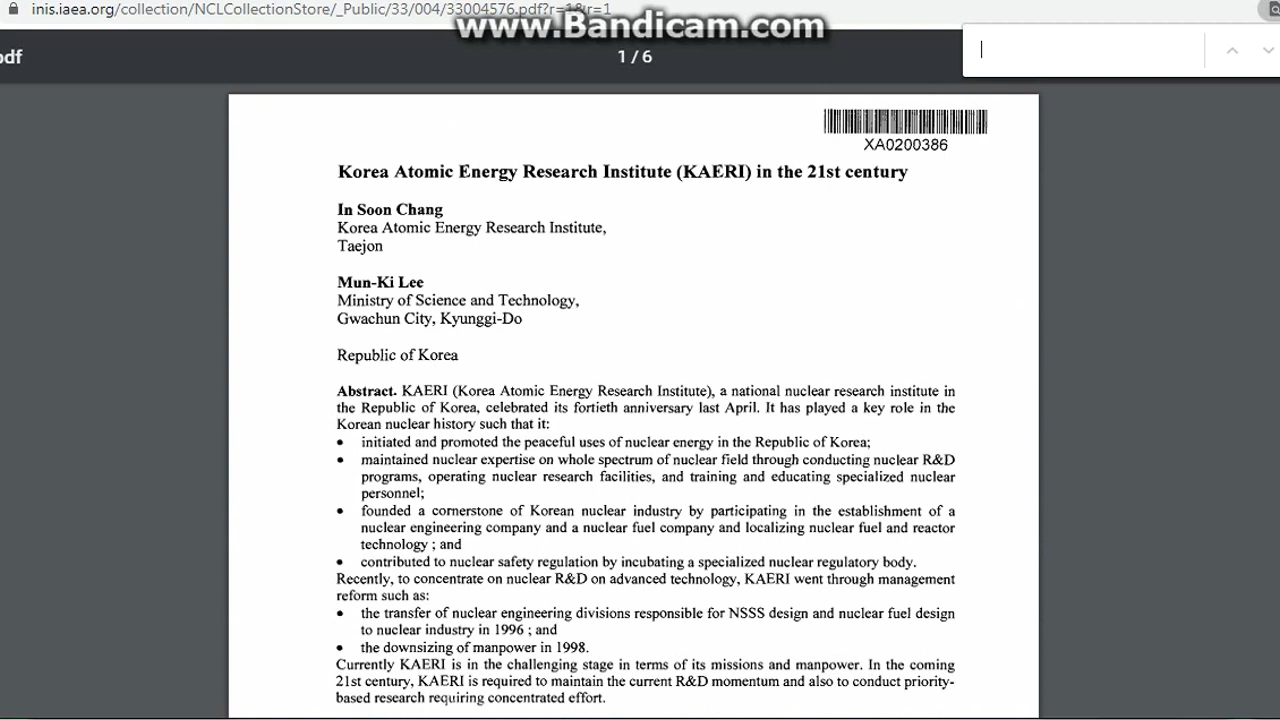 inis.iaea.org/collection/NCLCollectionStore/_Public/33/004/33004576.pdf?r=1&r=1
www.Bandicam.com
pdf
1 / 6
XA0200386
Korea Atomic Energy Research Institute (KAERI) in the 21st century
In Soon Chang
Korea Atomic Energy Research Institute,
Taejon
Mun-Ki Lee
Ministry of Science and Technology,
Gwachun City, Kyunggi-Do
Republic of Korea
Abstract. KAERI (Korea Atomic Energy Research Institute), a national nuclear research institute in
the Republic of Korea, celebrated its fortieth anniversary last April. It has played a key role in the
Korean nuclear history such that it:
• initiated and promoted the peaceful uses of nuclear energy in the Republic of Korea;
• maintained nuclear expertise on whole spectrum of nuclear field through conducting nuclear R&D
programs, operating nuclear research facilities, and training and educating specialized nuclear
personnel;
• founded a cornerstone of Korean nuclear industry by participating in the establishment of a
nuclear engineering company and a nuclear fuel company and localizing nuclear fuel and reactor
technology ; and
• contributed to nuclear safety regulation by incubating a specialized nuclear regulatory body.
Recently, to concentrate on nuclear R&D on advanced technology, KAERI went through management
reform such as:
• the transfer of nuclear engineering divisions responsible for NSSS design and nuclear fuel design
to nuclear industry in 1996 ; and
• the downsizing of manpower in 1998.
Currently KAERI is in the challenging stage in terms of its missions and manpower. In the coming
21st century, KAERI is required to maintain the current R&D momentum and also to conduct priority-
based research requiring concentrated effort.